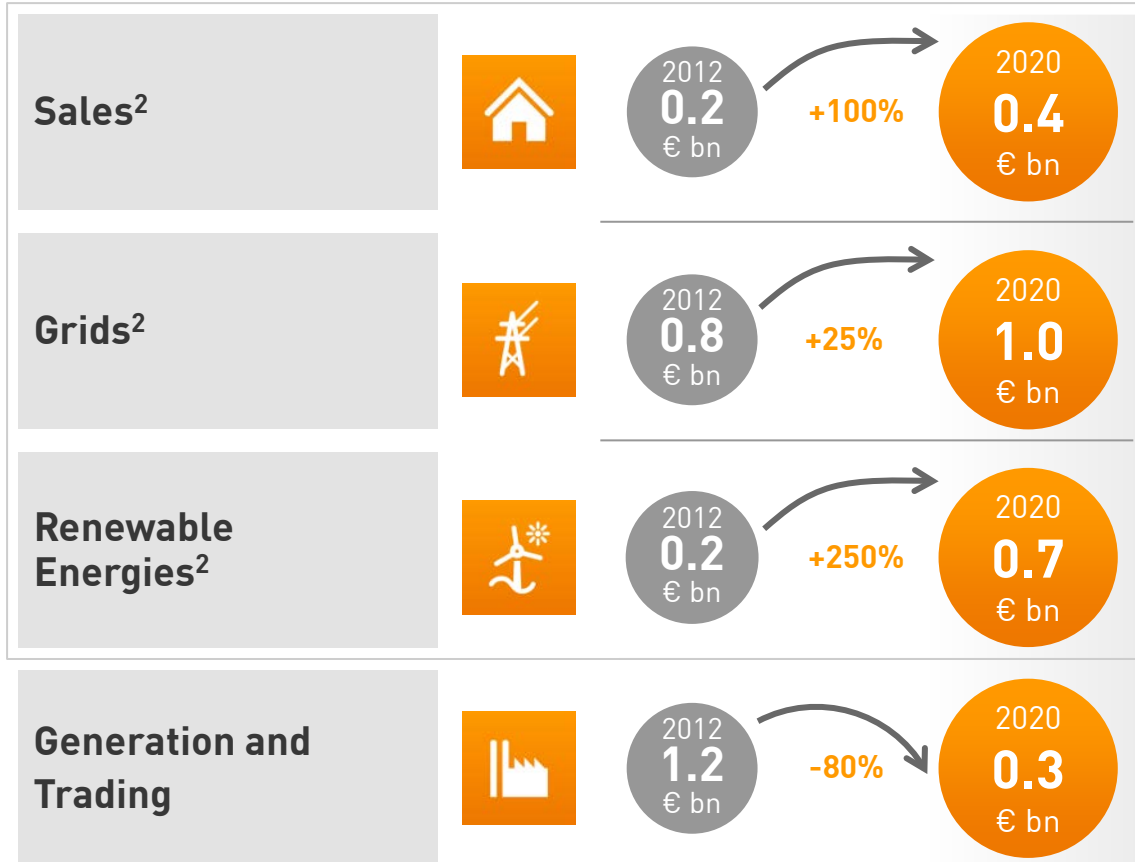 Sales²
2012
0.2
€ bn
+100%
2020
0.4
€ bn
Grids²
2012
0.8
€ bn
+25%
2020
1.0
€ bn
Renewable
Energies²
2012
0.2
€ bn
+250%
2020
0.7
€ bn
Generation and
Trading
2012
1.2
€ bn
-80%
2020
0.3
€ bn